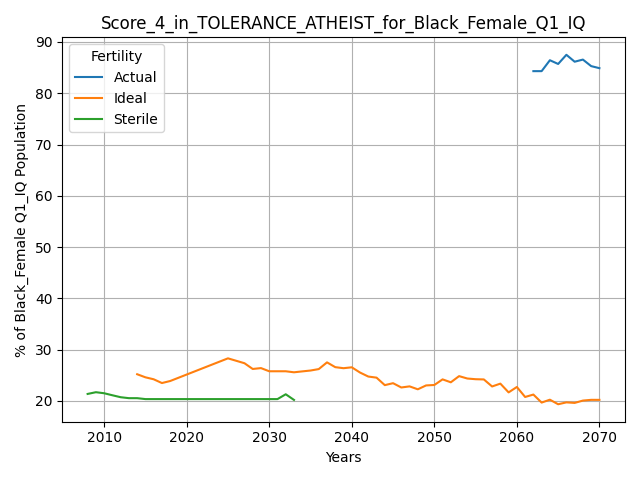 Score_4_in_TOLERANCE_ATHEIST_for_Black_Female_Q1_IQ
Fertility
Actual
Ideal
Sterile
% of Black_Female Q1_IQ Population
90
80
70
60
50
40
30
20
2010 2020 2030 2040 2050 2060 2070
Years